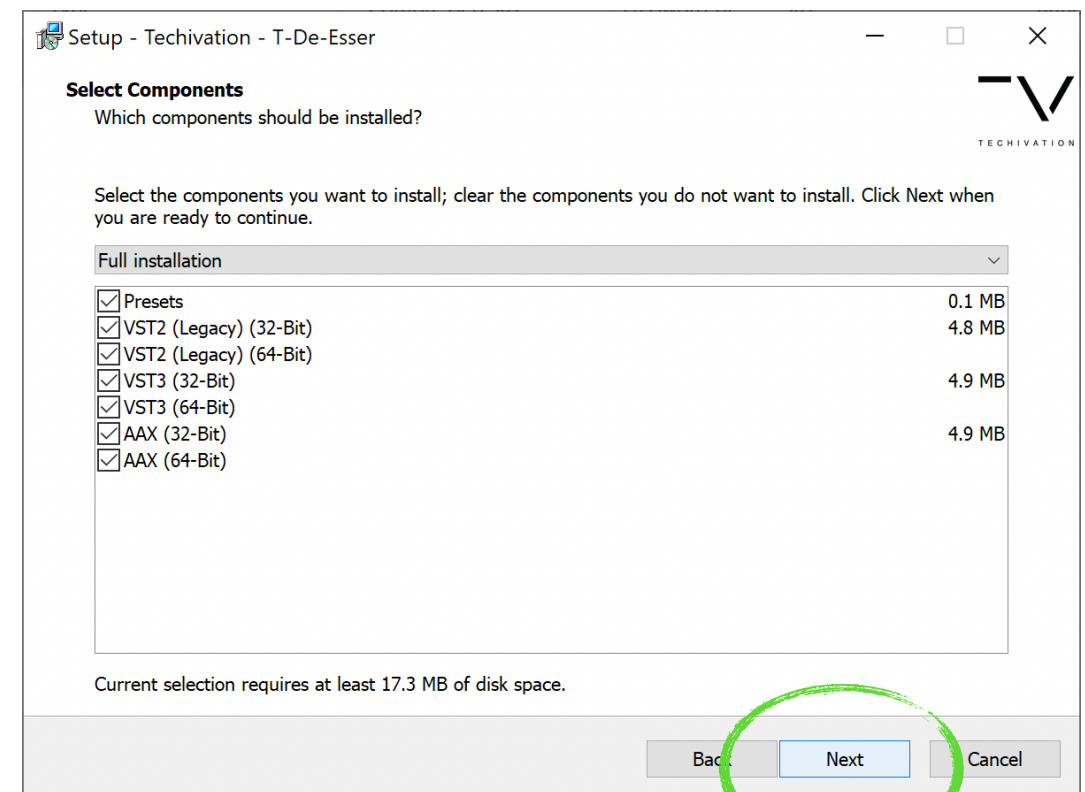 Setup - Techivation - T-De-Esser
Select Components
Which components should be installed?
TECHIVATION
Select the components you want to install; clear the components you do not want to install. Click Next when
you are ready to continue.
Full installation
Presets 0.1 MB
VST2 (Legacy) (32-Bit) 4.8 MB
VST2 (Legacy) (64-Bit)
VST3 (32-Bit) 4.9 MB
VST3 (64-Bit)
AAX (32-Bit) 4.9 MB
AAX (64-Bit)
Current selection requires at least 17.3 MB of disk space.
Back Next Cancel